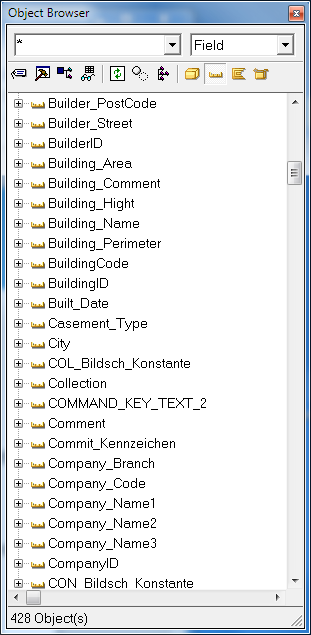 Object Browser
*
Field
Builder_PostCode
Builder_Street
BuilderID
Building_Area
Building_Comment
Building_Hight
Building_Name
Building_Perimeter
BuildingCode
BuildingID
Built_Date
Casement_Type
City
COL_Bildsch_Konstante
Collection
COMMAND_KEY_TEXT_2
Comment
Commit_Kennzeichen
Company_Branch
Company_Code
Company_Name1
Company_Name2
Company_Name3
CompanyID
CON_Bildsch_Konstante
428 Object(s)